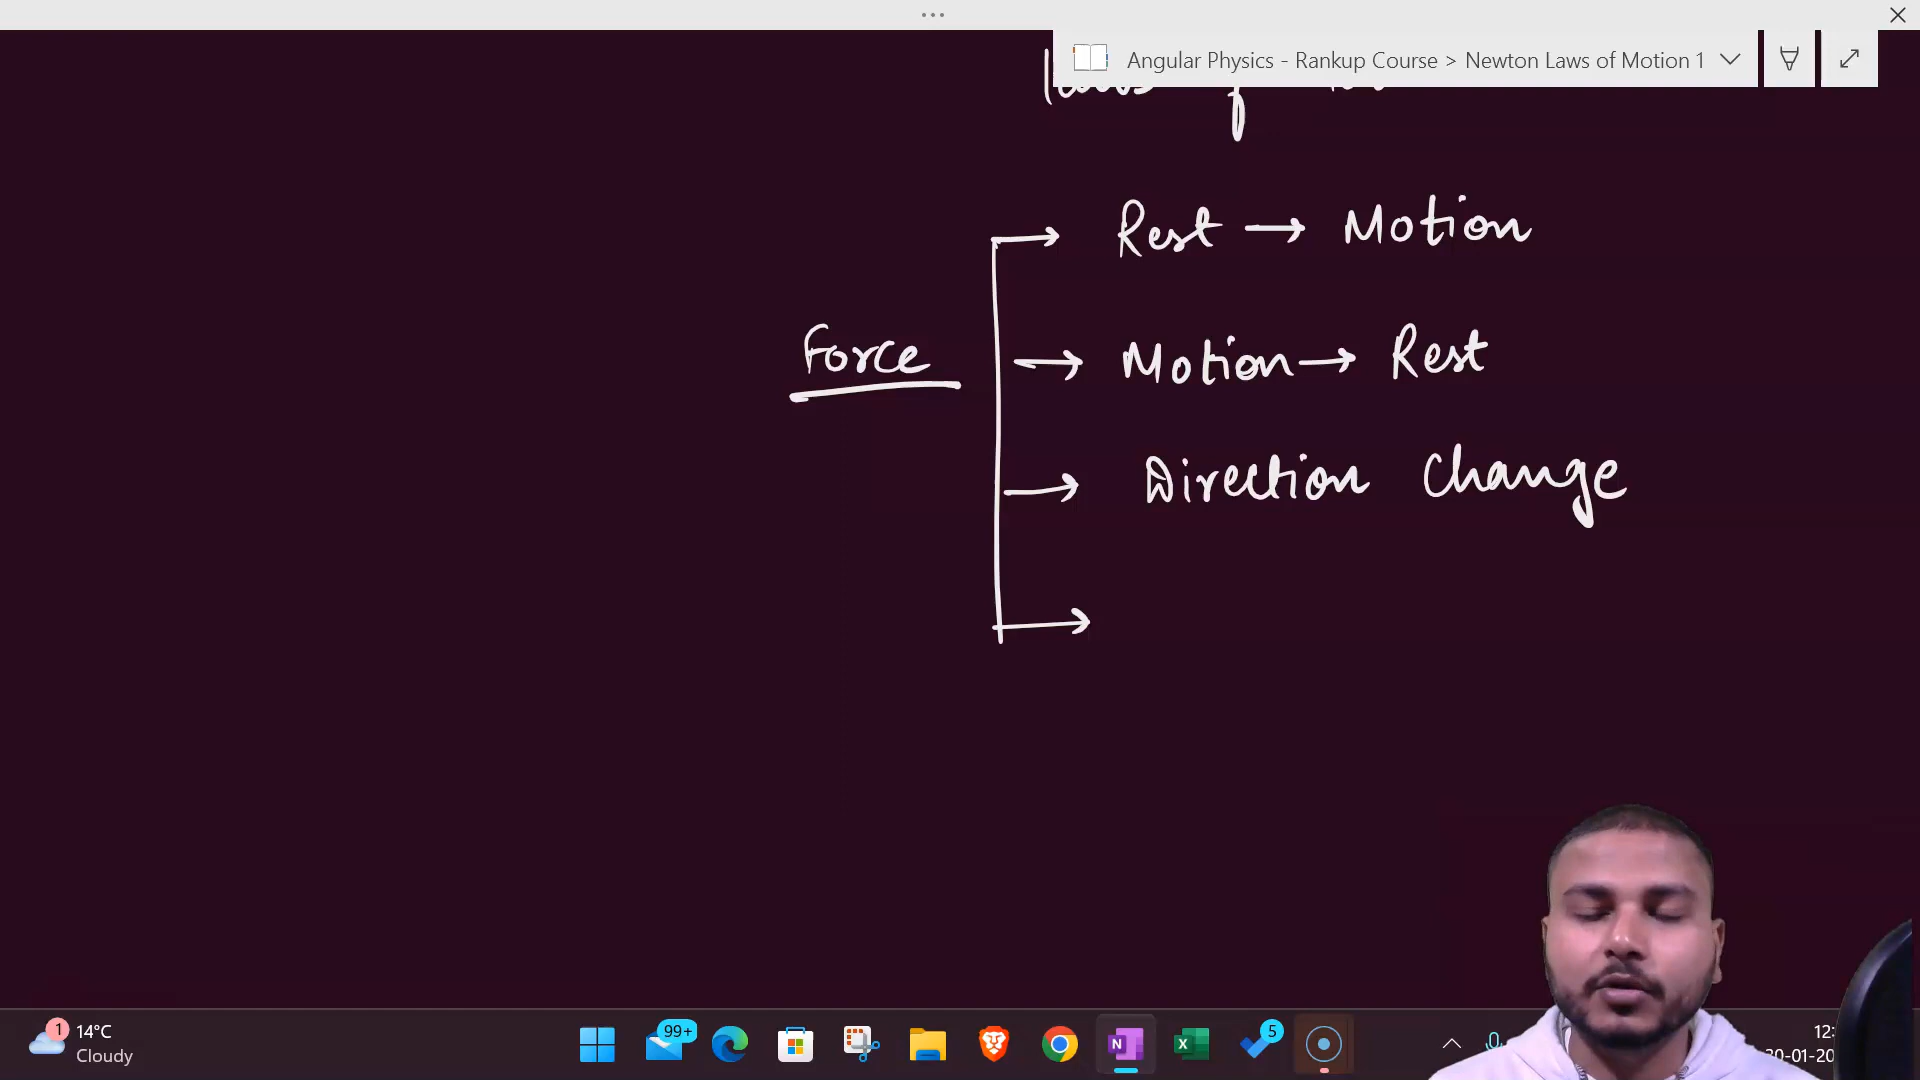 Angular Physics - Rankup Course > Newton Laws of Motion 1
Rest → Motion
Force
Motion → Rest
Direction Change
1
14°C
Cloudy
99+
N
X
5
12: